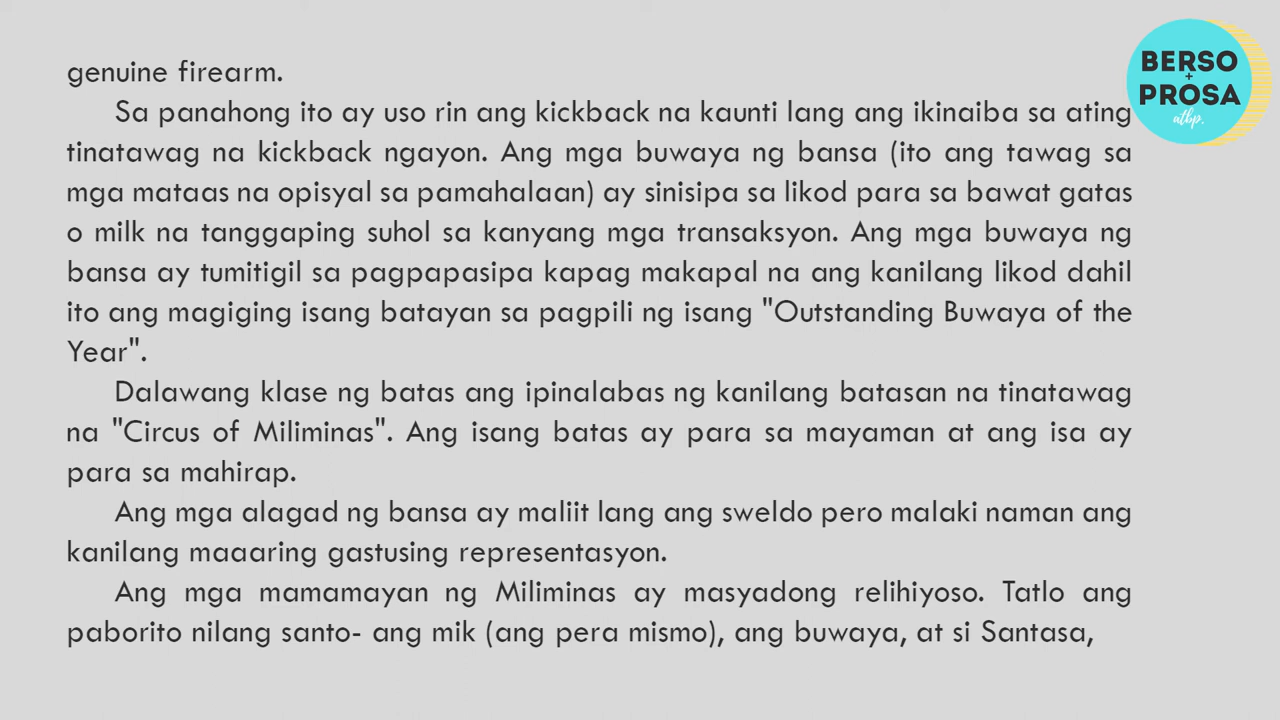 genuine firearm.
Sa panahong ito ay uso rin ang kickback na kaunti lang ang ikinaiba sa ating
tinatawag na kickback ngayon. Ang mga buwaya ng bansa (ito ang tawag sa
mga mataas na opisyal sa pamahalaan) ay sinisipa sa likod para sa bawat gatas
o milk na tanggaping suhol sa kanyang mga transaksyon. Ang mga buwaya ng
bansa ay tumitigil sa pagpapasipa kapag makapal na ang kanilang likod dahil
ito ang magiging isang batayan sa pagpili ng isang "Outstanding Buwaya of the
Year".
Dalawang klase ng batas ang ipinalabas ng kanilang batasan na tinatawag
na "Circus of Miliminas". Ang isang batas ay para sa mayaman at ang isa ay
para sa mahirap.
Ang mga alagad ng bansa ay maliit lang ang sweldo pero malaki naman ang
kanilang maaaring gastusing representasyon.
Ang mga mamamayan ng Miliminas ay masyadong relihiyoso. Tatlo ang
paborito nilang santo- ang mik (ang pera mismo), ang buwaya, at si Santasa,
BERSO
+
PROSA
atbp.